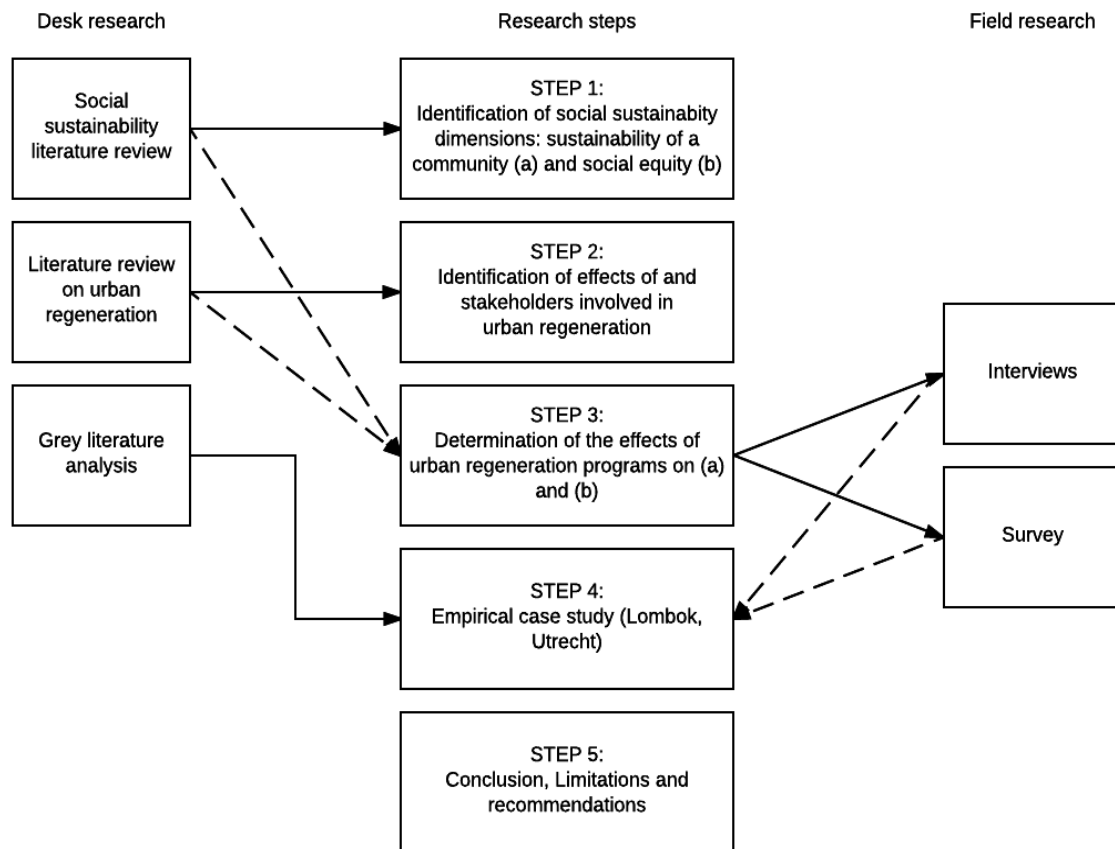 Desk research
Research steps
Field research
Social
sustainability
literature review
STEP 1:
Identification of social sustainabity
dimensions: sustainability of a
community (a) and social equity (b)
Literature review
on urban
regeneration
STEP 2:
Identification of effects of and
stakeholders involved in
urban regeneration
Interviews
Grey literature
analysis
STEP 3:
Determination of the effects of
urban regeneration programs on (a)
and (b)
Survey
STEP 4:
Empirical case study (Lombok,
Utrecht)
STEP 5:
Conclusion, Limitations and
recommendations